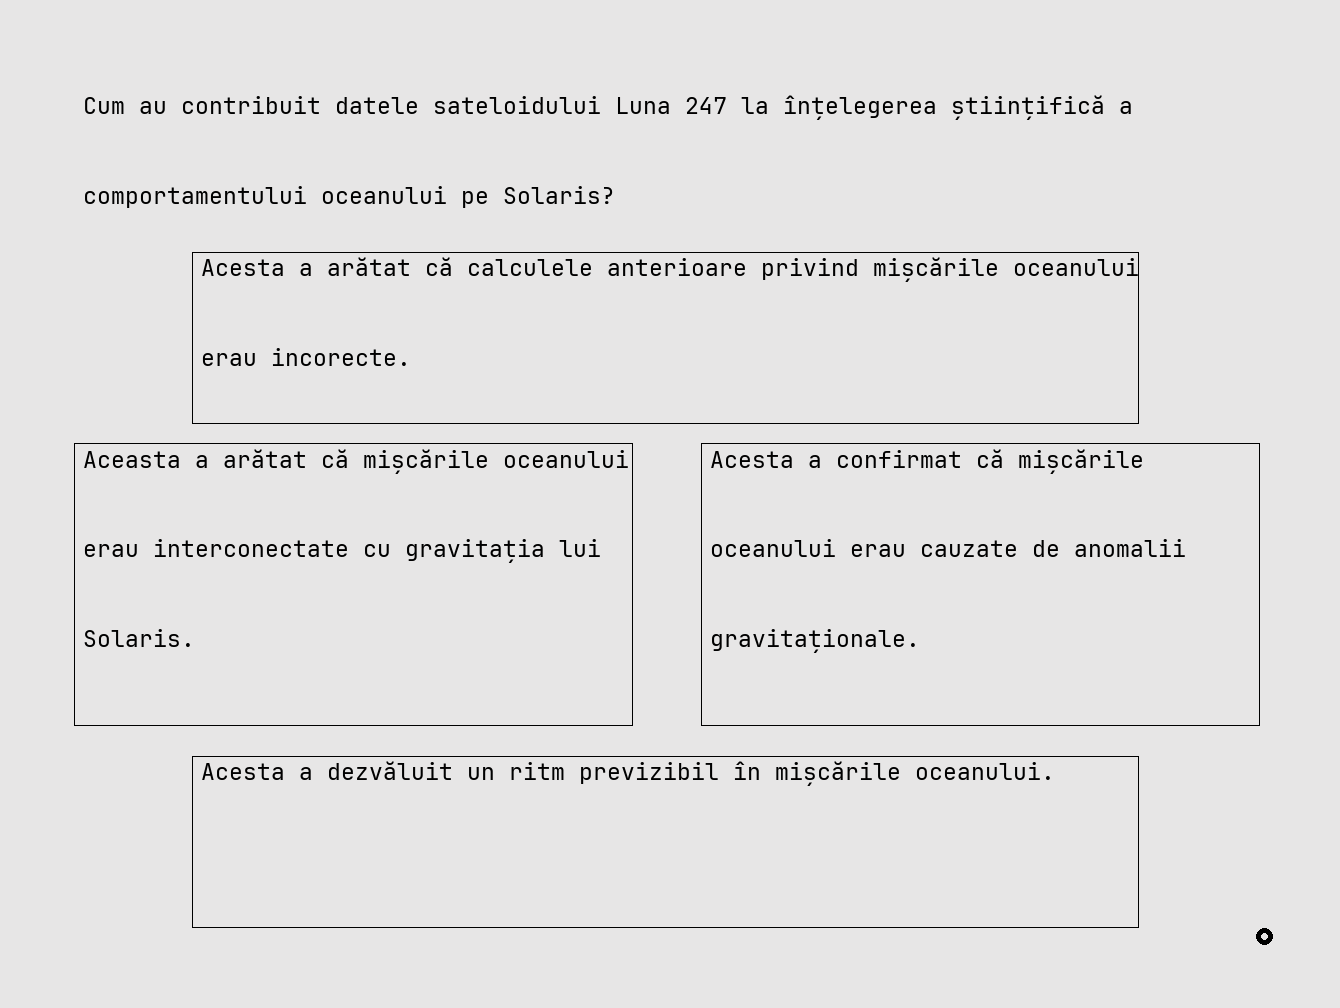 Cum au contribuit datele sateloidului Luna 247 la înțelegerea științifică a
comportamentului oceanului pe Solaris?
Acesta a arătat că calculele anterioare privind mișcările oceanului
erau incorecte.
Aceasta a arătat că mișcările oceanului
erau interconectate cu gravitația lui
Solaris.
Acesta a confirmat că mișcările
oceanului erau cauzate de anomalii
gravitaționale.
Acesta a dezvăluit un ritm previzibil în mișcările oceanului.